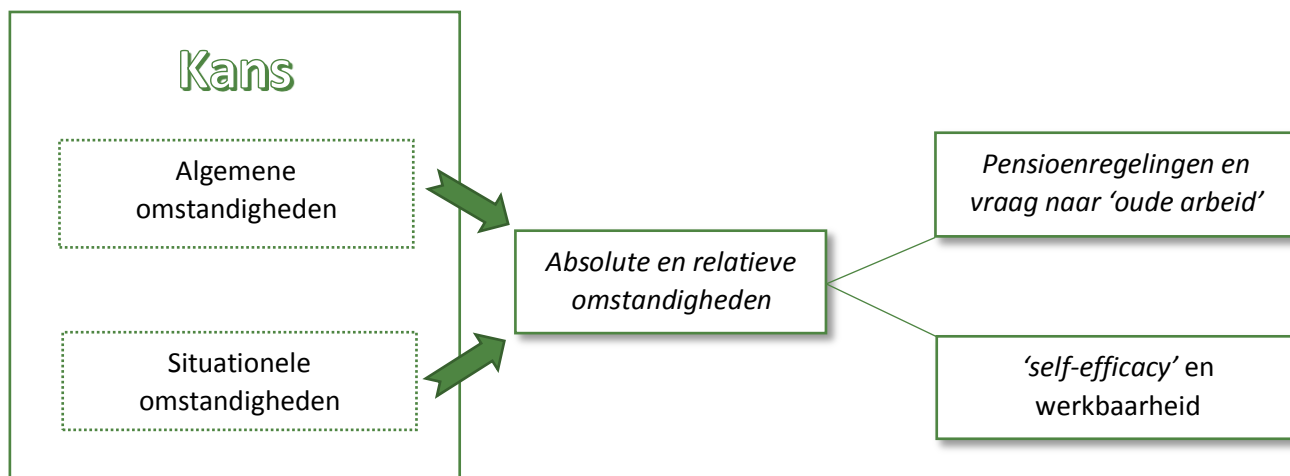 Kans
Algemene
omstandigheden
Situationele
omstandigheden
Absolute en relatieve
omstandigheden
Pensioenregelingen en
vraag naar ‘oude arbeid’
‘self-efficacy’ en
werkbaarheid